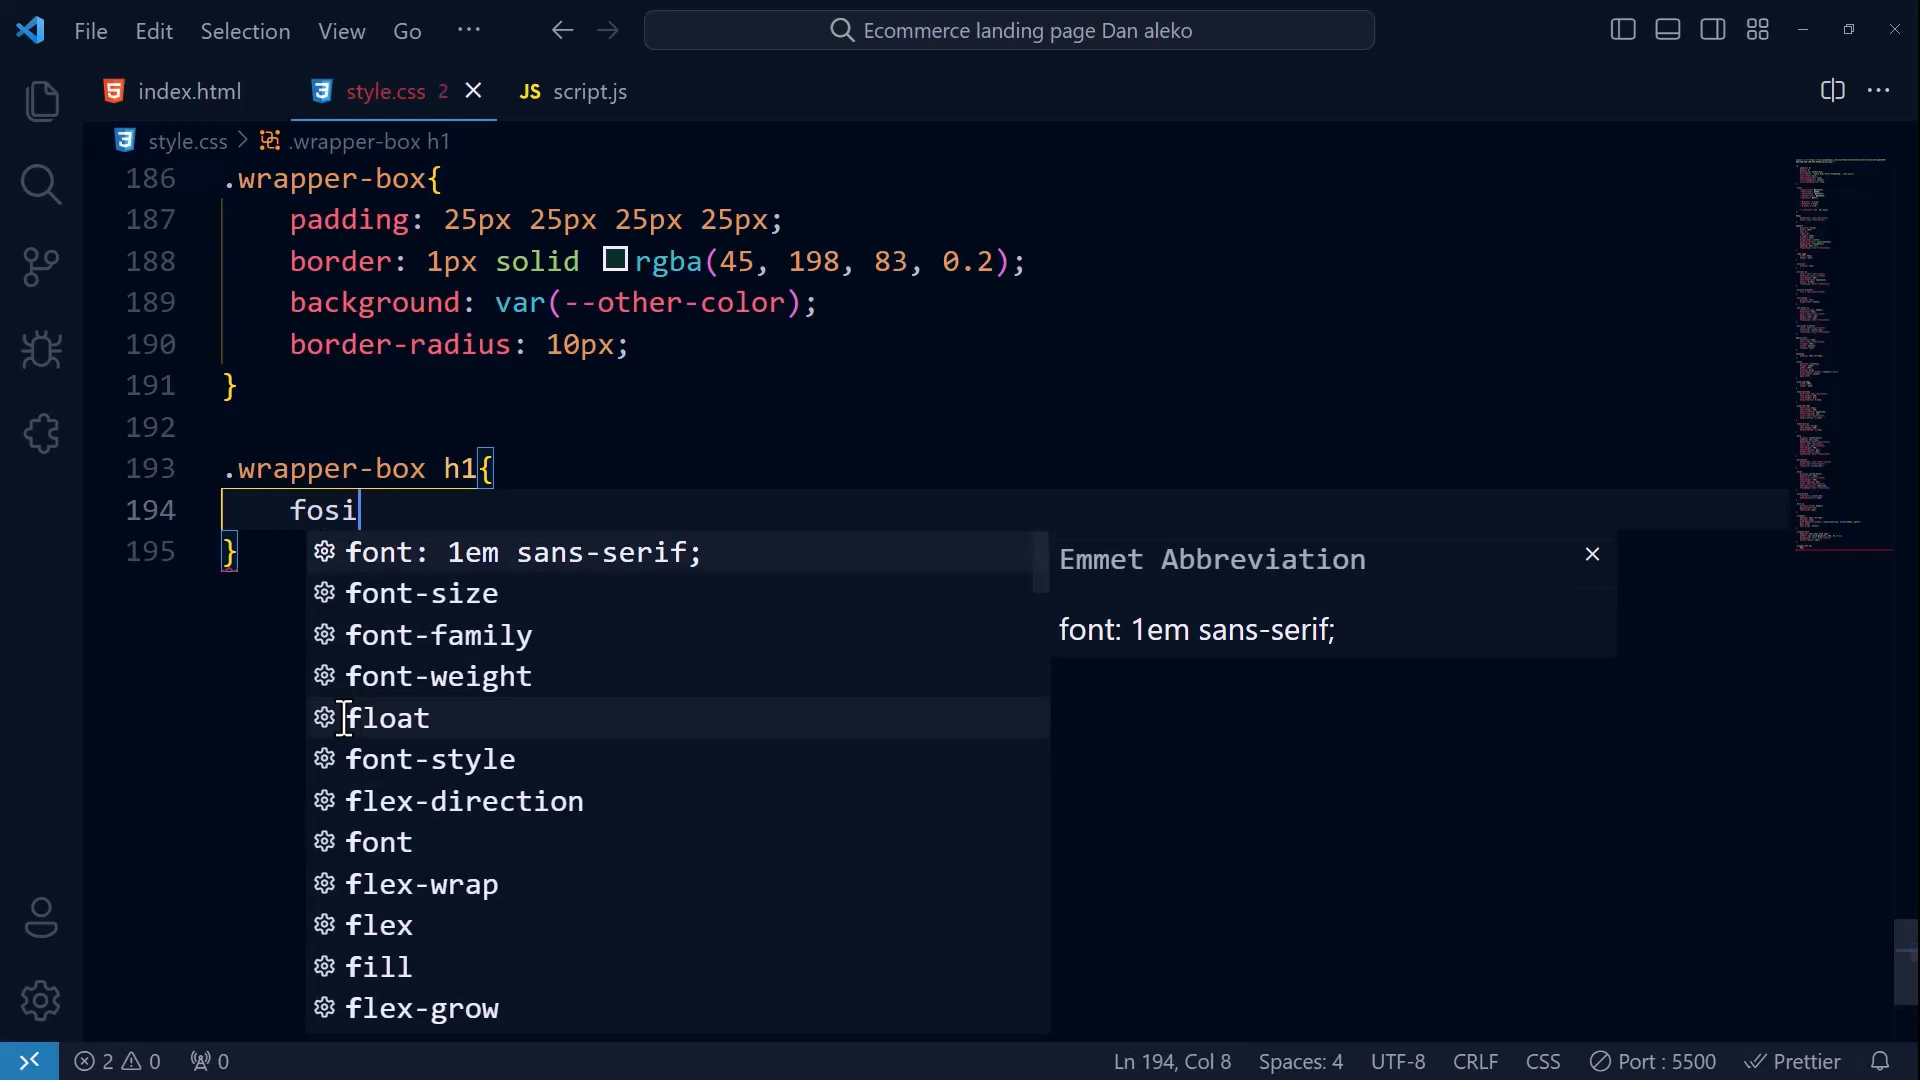 File Edit Selection View Go ··· Ecommerce landing page Dan aleko
index.html style.css 2 JS script.js
style.css > .wrapper-box h1
186 .wrapper-box{
187 padding: 25px 25px 25px 25px;
188 border: 1px solid rgba(45, 198, 83, 0.2);
189 background: var(--other-color);
190 border-radius: 10px;
191 }
192
193 .wrapper-box h1{
194 fosi
195 }
font: 1em sans-serif;
font-size
font-family
font-weight
float
font-style
flex-direction
font
flex-wrap
flex
fill
flex-grow
Emmet Abbreviation
font: 1em sans-serif;
2 0 0 Ln 194, Col 8 Spaces: 4 UTF-8 CRLF CSS Port : 5500 Prettier